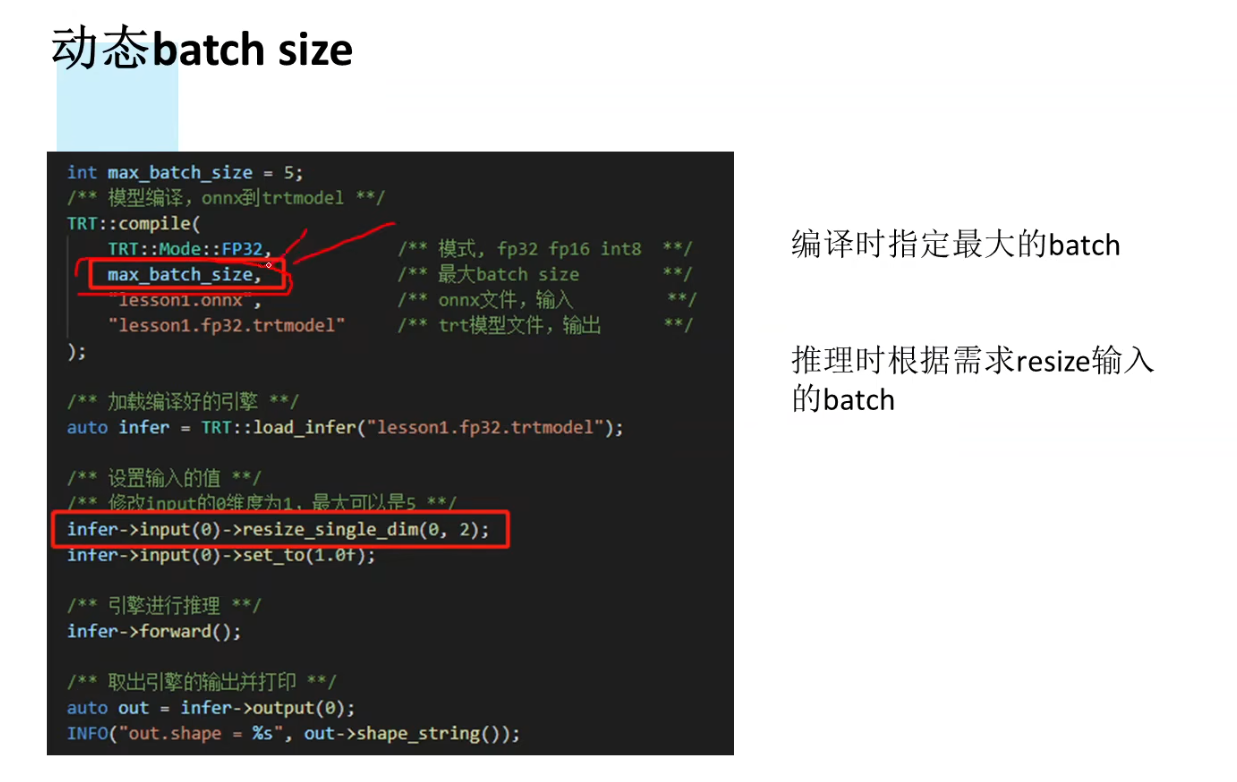 动态batch size
int max_batch_size = 5;
/** 模型编译，onnx到trtmodel **/
TRT::compile(
TRT::Mode::FP32, /** 模式, fp32 fp16 int8 **/
max_batch_size, /** 最大batch size **/
"lesson1.onnx", /** onnx文件，输入 **/
"lesson1.fp32.trtmodel" /** trt模型文件，输出 **/
);
/** 加载编译好的引擎 **/
auto infer = TRT::load_infer("lesson1.fp32.trtmodel");
/** 设置输入的值 **/
/** 修改input的0维度为1，最大可以是5 **/
infer->input(0)->resize_single_dim(0, 2);
infer->input(0)->set_to(1.0f);
/** 引擎进行推理 **/
infer->forward();
/** 取出引擎的输出并打印 **/
auto out = infer->output(0);
INFO("out.shape = %s", out->shape_string());
编译时指定最大的batch
推理时根据需求resize输入
的batch